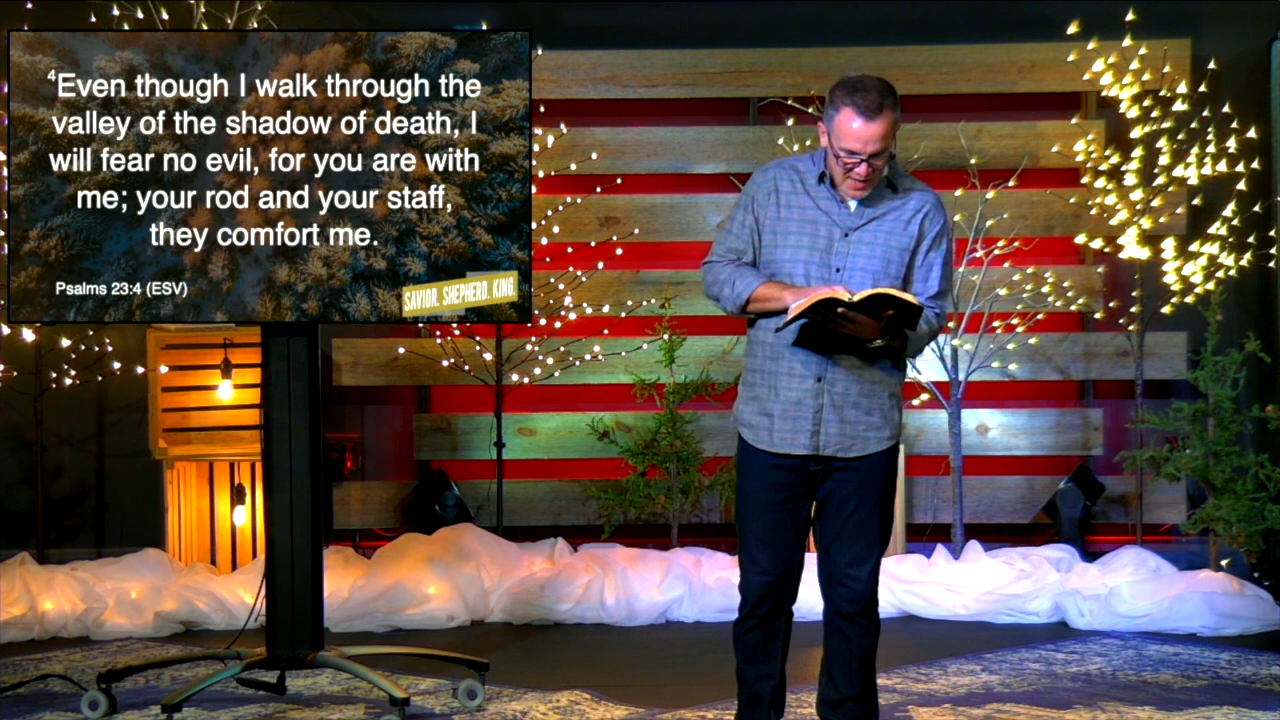 ⁴Even though I walk through the
valley of the shadow of death, I
will fear no evil, for you are with
me; your rod and your staff,
they comfort me.
Psalms 23:4 (ESV)
SAVIOR. SHEPHERD. KING.